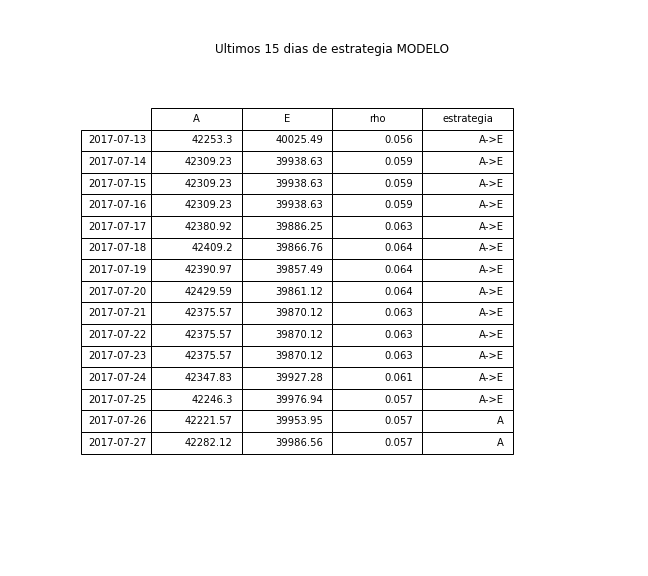 Ultimos 15 dias de estrategia MODELO
A E rho estrategia
2017-07-13 42253.3 40025.49 0.056 A->E
2017-07-14 42309.23 39938.63 0.059 A->E
2017-07-15 42309.23 39938.63 0.059 A->E
2017-07-16 42309.23 39938.63 0.059 A->E
2017-07-17 42380.92 39886.25 0.063 A->E
2017-07-18 42409.2 39866.76 0.064 A->E
2017-07-19 42390.97 39857.49 0.064 A->E
2017-07-20 42429.59 39861.12 0.064 A->E
2017-07-21 42375.57 39870.12 0.063 A->E
2017-07-22 42375.57 39870.12 0.063 A->E
2017-07-23 42375.57 39870.12 0.063 A->E
2017-07-24 42347.83 39927.28 0.061 A->E
2017-07-25 42246.3 39976.94 0.057 A->E
2017-07-26 42221.57 39953.95 0.057 A
2017-07-27 42282.12 39986.56 0.057 A